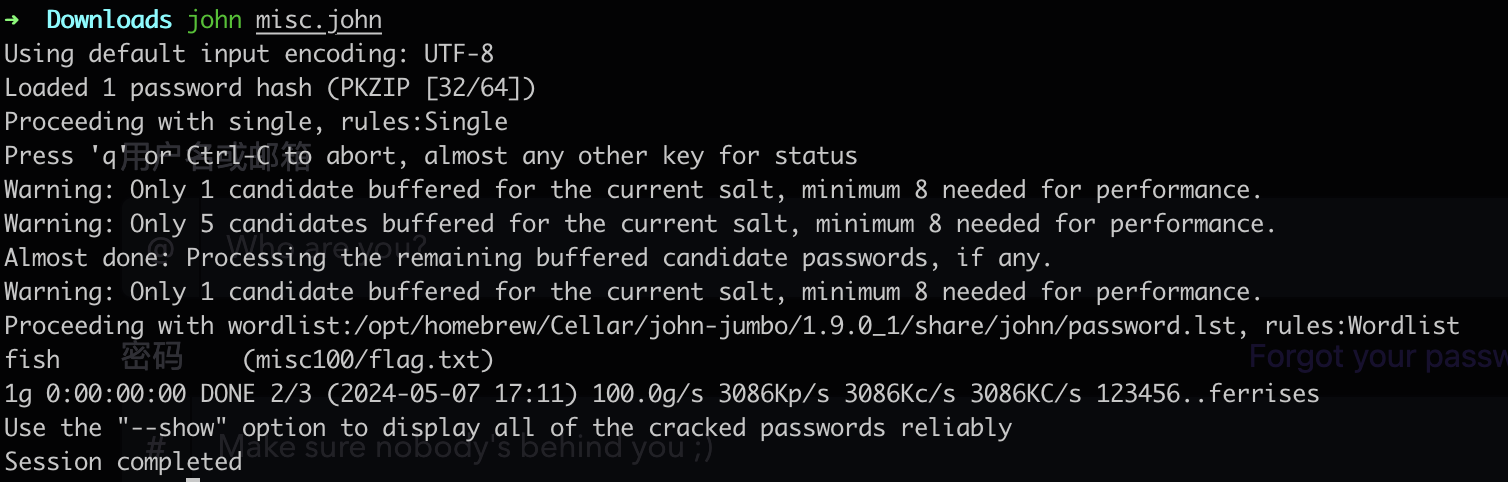 → Downloads john misc.john
Using default input encoding: UTF-8
Loaded 1 password hash (PKZIP [32/64])
Proceeding with single, rules:Single
Press 'q' or Ctrl-C to abort, almost any other key for status
用户名或邮箱
Warning: Only 1 candidate buffered for the current salt, minimum 8 needed for performance.
Warning: Only 5 candidates buffered for the current salt, minimum 8 needed for performance.
@ Who are you?
Almost done: Processing the remaining buffered candidate passwords, if any.
Warning: Only 1 candidate buffered for the current salt, minimum 8 needed for performance.
Proceeding with wordlist:/opt/homebrew/Cellar/john-jumbo/1.9.0_1/share/john/password.lst, rules:Wordlist
fish (misc100/flag.txt)
密码
Forgot your
1g 0:00:00:00 DONE 2/3 (2024-05-07 17:11) 100.0g/s 3086Kp/s 3086Kc/s 3086KC/s 123456..ferrises
Use the "--show" option to display all of the cracked passwords reliably
# Make sure nobody's behind you ;)
Session completed